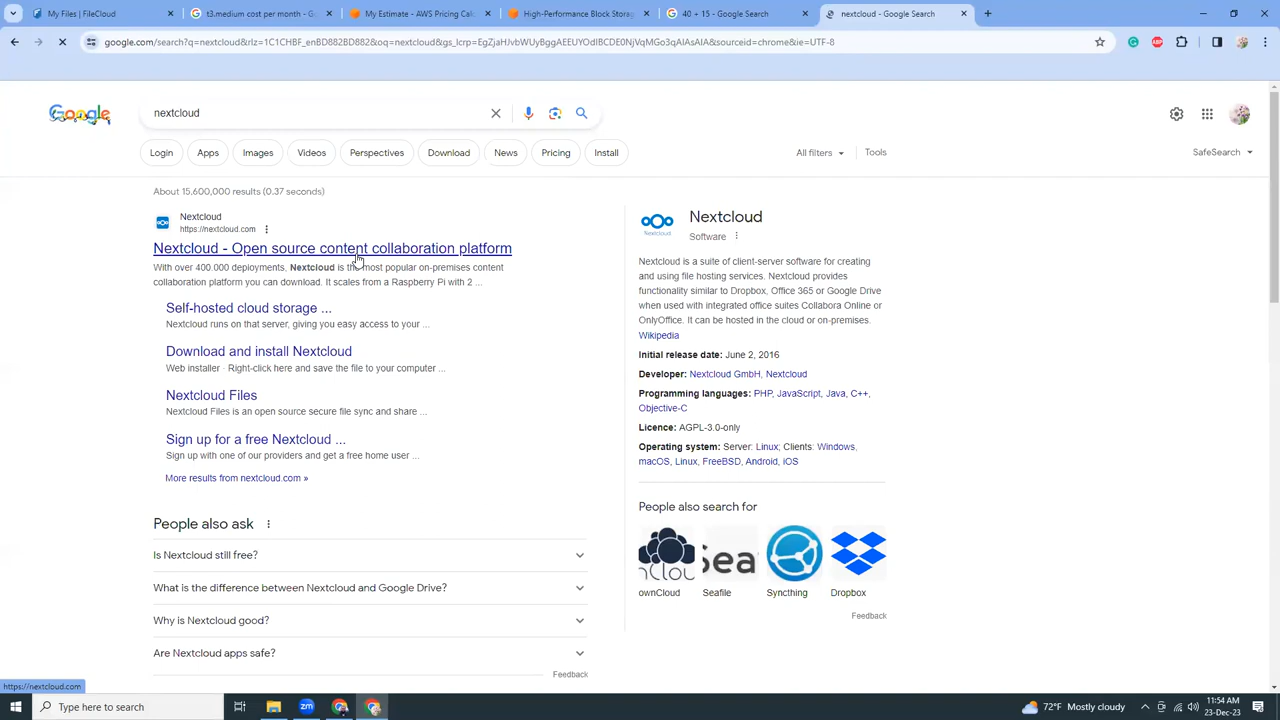 My Files | FileCloud
13.medias post cost per month
My Estimate - AWS Pricing Calc
High-Performance Block Storag
40 + 15 - Google Search
nextcloud - Google Search
google.com/search?q=nextcloud&rlz=1C1CHBF_enBD882BD882&oq=nextcloud&gs_lcrp=EgZjaHJvbWUyBggAEEUYOdIBCDE0NjVqMGo3qAIAsAIA&sourceid=chrome&ie=UTF-8
Google
nextcloud
Login
Apps
Images
Videos
Perspectives
Download
News
Pricing
Install
All filters
Tools
SafeSearch
About 15,600,000 results (0.37 seconds)
Nextcloud
https://nextcloud.com
Nextcloud - Open source content collaboration platform
With over 400.000 deployments, Nextcloud is the most popular on-premises content
collaboration platform you can download. It scales from a Raspberry Pi with 2 ...
Self-hosted cloud storage ...
Nextcloud runs on that server, giving you easy access to your ...
Download and install Nextcloud
Web installer · Right-click here and save the file to your computer ...
Nextcloud Files
Nextcloud Files is an open source secure file sync and share ...
Sign up for a free Nextcloud ...
Sign up with one of our providers and get a free home user ...
More results from nextcloud.com »
People also ask
Is Nextcloud still free?
What is the difference between Nextcloud and Google Drive?
Why is Nextcloud good?
Are Nextcloud apps safe?
Feedback
Nextcloud
Nextcloud
Software
Nextcloud is a suite of client-server software for creating
and using file hosting services. Nextcloud provides
functionality similar to Dropbox, Office 365 or Google Drive
when used with integrated office suites Collabora Online or
OnlyOffice. It can be hosted in the cloud or on-premises.
Wikipedia
Initial release date: June 2, 2016
Developer: Nextcloud GmbH, Nextcloud
Programming languages: PHP, JavaScript, Java, C++,
Objective-C
Licence: AGPL-3.0-only
Operating system: Server: Linux; Clients: Windows,
macOS, Linux, FreeBSD, Android, iOS
People also search for
nClou
Sea
ownCloud
Seafile
Syncthing
Dropbox
Feedback
https://nextcloud.com
Type here to search
72°F Mostly cloudy
11:54 AM
23-Dec-23